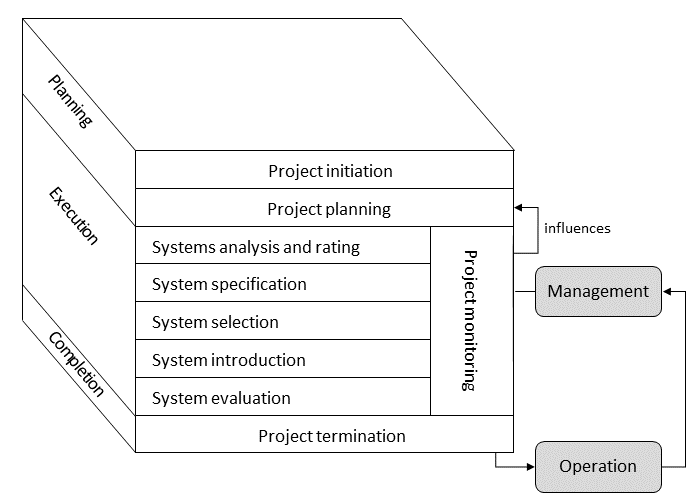 Planning
Project initiation
Project planning
Execution
influences
Systems analysis and rating
System specification
System selection
System introduction
System evaluation
Project monitoring
Management
Completion
Project termination
Operation